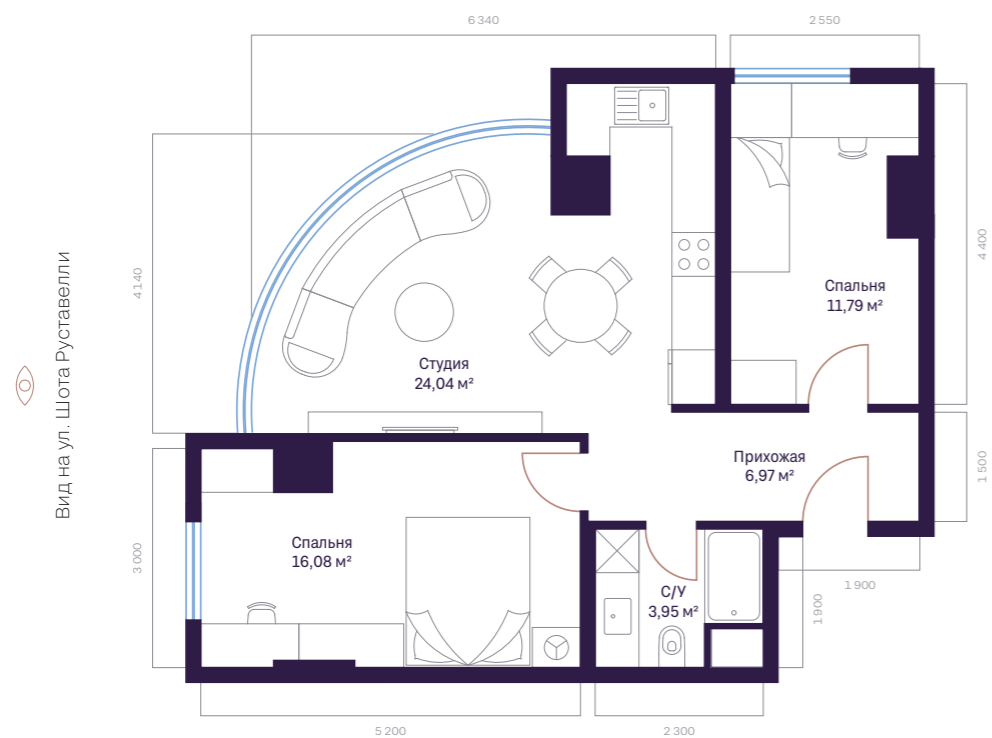 6 340
2 550
4 140
4 400
Вид на ул. Шота Руставелли
Спальня
11,79 м²
Студия
24,04 м²
Прихожая
6,97 м²
1 500
3 000
Спальня
16,08 м²
С/У
3,95 м²
1 900
1 900
5 200
2 300